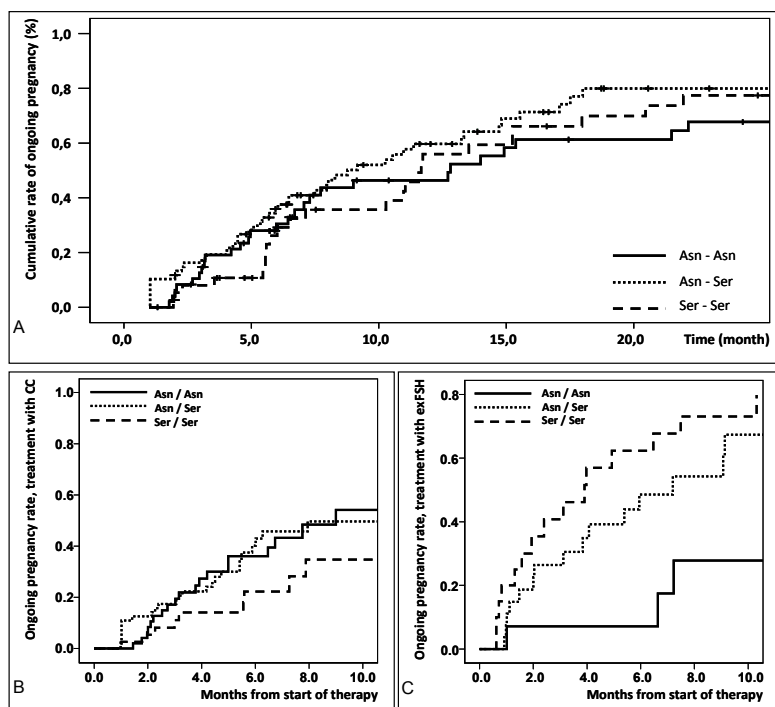 Cumulative rate of ongoing pregnancy (%)
1,0
0,8
0,6
0,4
0,2
0,0
Asn - Asn
Asn - Ser
Ser - Ser
A
0,0
5,0
10,0
15,0
20,0
Time (month)
Ongoing pregnancy rate, treatment with CC
Asn / Asn
Asn / Ser
Ser / Ser
1.0
0.8
0.6
0.4
0.2
0.0
0.0
2.0
4.0
6.0
8.0
10.0
B
Months from start of therapy
Ongoing pregnancy rate, treatment with exFSH
Asn / Asn
Asn / Ser
Ser / Ser
0.8
0.6
0.4
0.2
0.0
0.0
2.0
4.0
6.0
8.0
10.0
C
Months from start of therapy